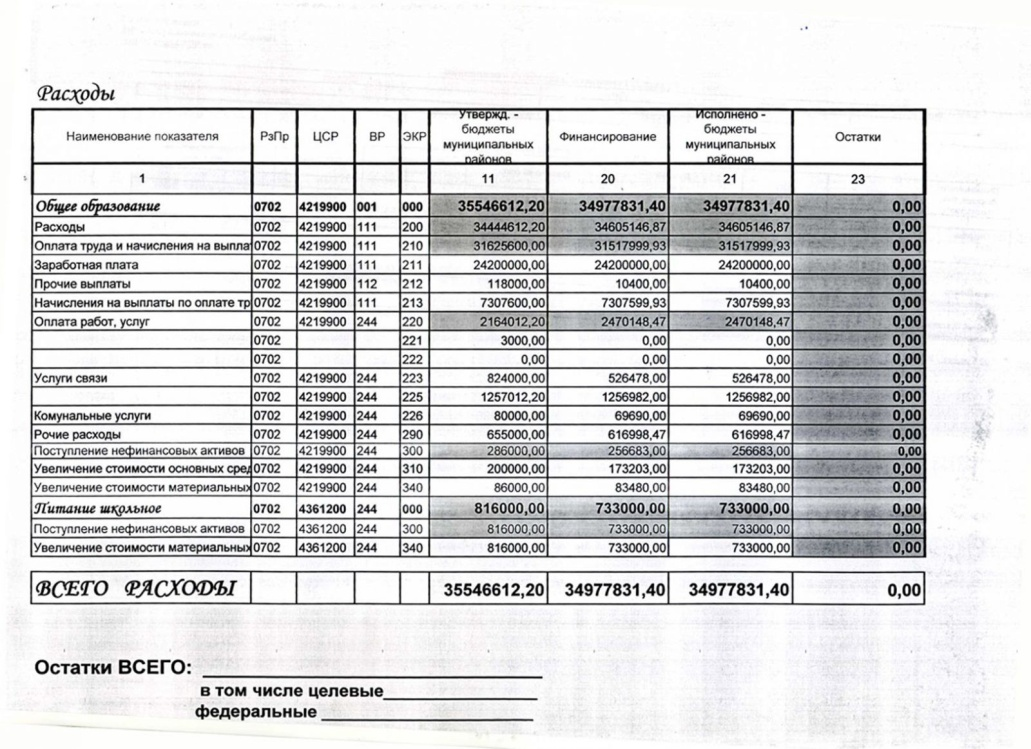 Расходы
Наименование показателя РзПр ЦСР ВР ЭКР Утвержд. - бюджеты муниципальных районов Финансирование Исполнено - бюджеты муниципальных районов Остатки
1 11 20 21 23
Общее образование 0702 4219900 001 000 35546612,20 34977831,40 34977831,40 0,00
Расходы 0702 4219900 111 200 34444612,20 34605146,87 34605146,87 0,00
Оплата труда и начисления на выпла 0702 4219900 111 210 31625600,00 31517999,93 31517999,93 0,00
Заработная плата 0702 4219900 111 211 24200000,00 24200000,00 24200000,00 0,00
Прочие выплаты 0702 4219900 112 212 118000,00 10400,00 10400,00 0,00
Начисления на выплаты по оплате тр 0702 4219900 111 213 7307600,00 7307599,93 7307599,93 0,00
Оплата работ, услуг 0702 4219900 244 220 2164012,20 2470148,47 2470148,47 0,00
0702 221 3000,00 0,00 0,00 0,00
0702 222 0,00 0,00 0,00 0,00
Услуги связи 0702 4219900 244 223 824000,00 526478,00 526478,00 0,00
0702 4219900 244 225 1257012,20 1256982,00 1256982,00 0,00
Комунальные услуги 0702 4219900 244 226 80000,00 69690,00 69690,00 0,00
Рочие расходы 0702 4219900 244 290 655000,00 616998,47 616998,47 0,00
Поступление нефинансовых активов 0702 4219900 244 300 286000,00 256683,00 256683,00 0,00
Увеличение стоимости основных сред 0702 4219900 244 310 200000,00 173203,00 173203,00 0,00
Увеличение стоимости материальных 0702 4219900 244 340 86000,00 83480,00 83480,00 0,00
Питание школьное 0702 4361200 244 000 816000,00 733000,00 733000,00 0,00
Поступление нефинансовых активов 0702 4361200 244 300 816000,00 733000,00 733000,00 0,00
Увеличение стоимости материальных 0702 4361200 244 340 816000,00 733000,00 733000,00 0,00
ВСЕГО РАСХОДЫ 35546612,20 34977831,40 34977831,40 0,00
Остатки ВСЕГО:
в том числе целевые
федеральные